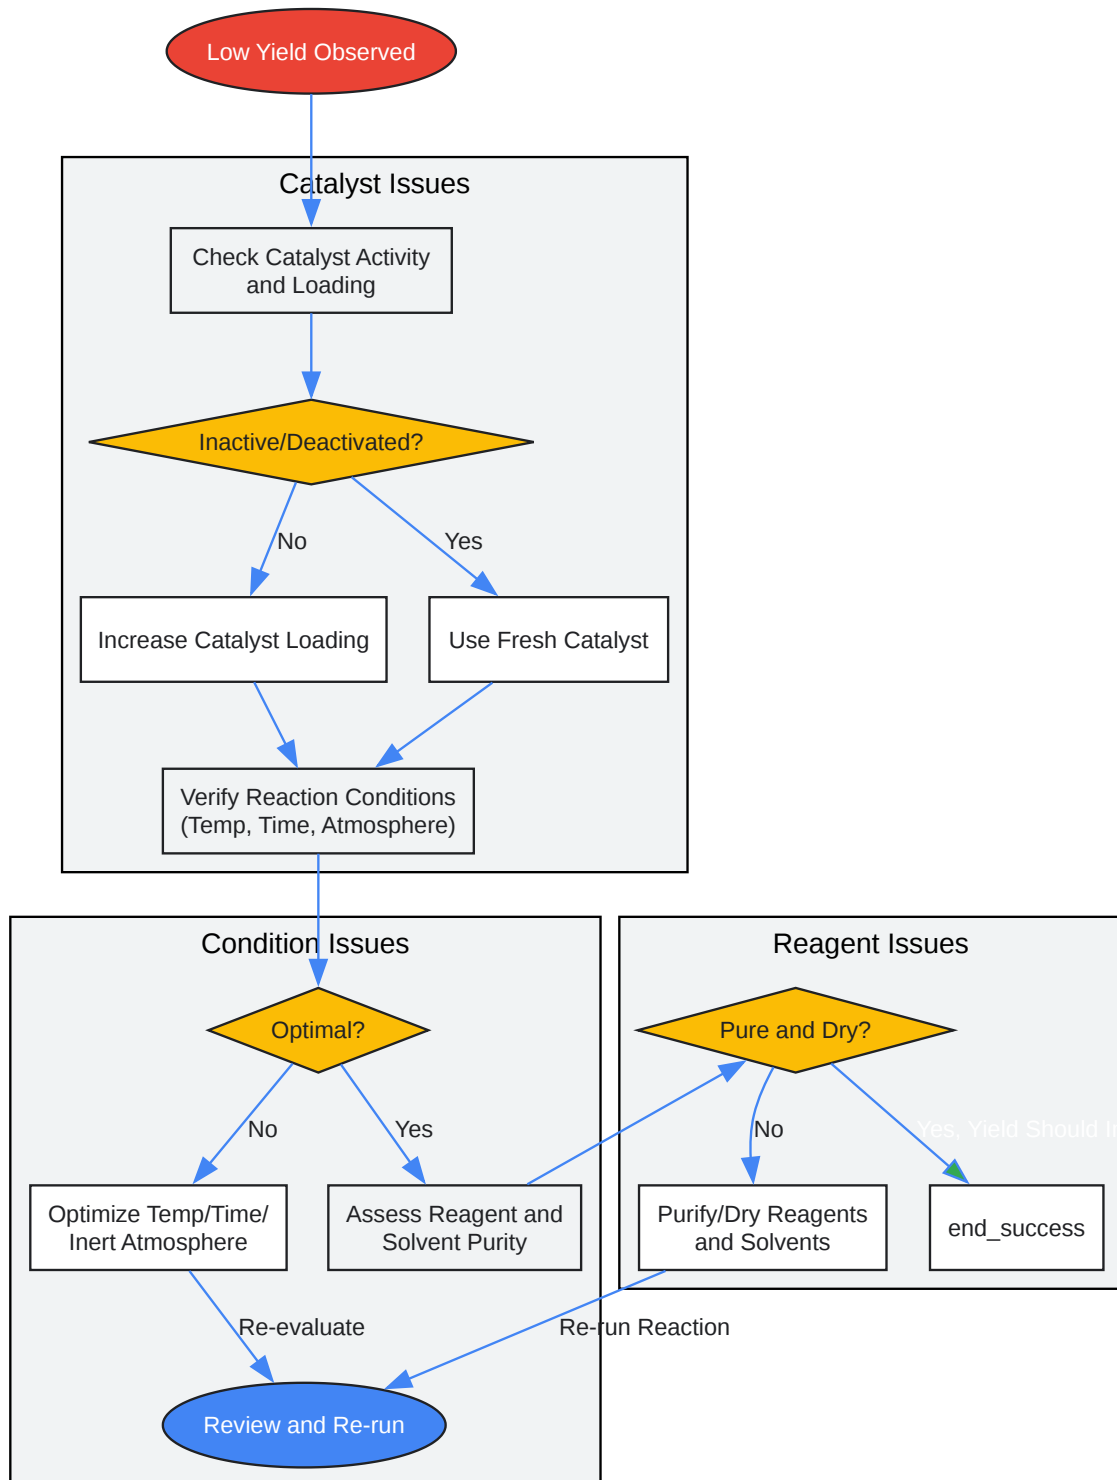 Low Yield Observed
Catalyst Issues
Check Catalyst Activity
and Loading
Inactive/Deactivated?
No
Yes
Increase Catalyst Loading
Use Fresh Catalyst
Verify Reaction Conditions
(Temp, Time, Atmosphere)
Condition Issues
Optimal?
No
Yes
Optimize Temp/Time/
Inert Atmosphere
Assess Reagent and
Solvent Purity
Re-evaluate
Review and Re-run
Reagent Issues
Pure and Dry?
No
Yes, Yield Should
Purify/Dry Reagents
and Solvents
end_success
Re-run Reaction